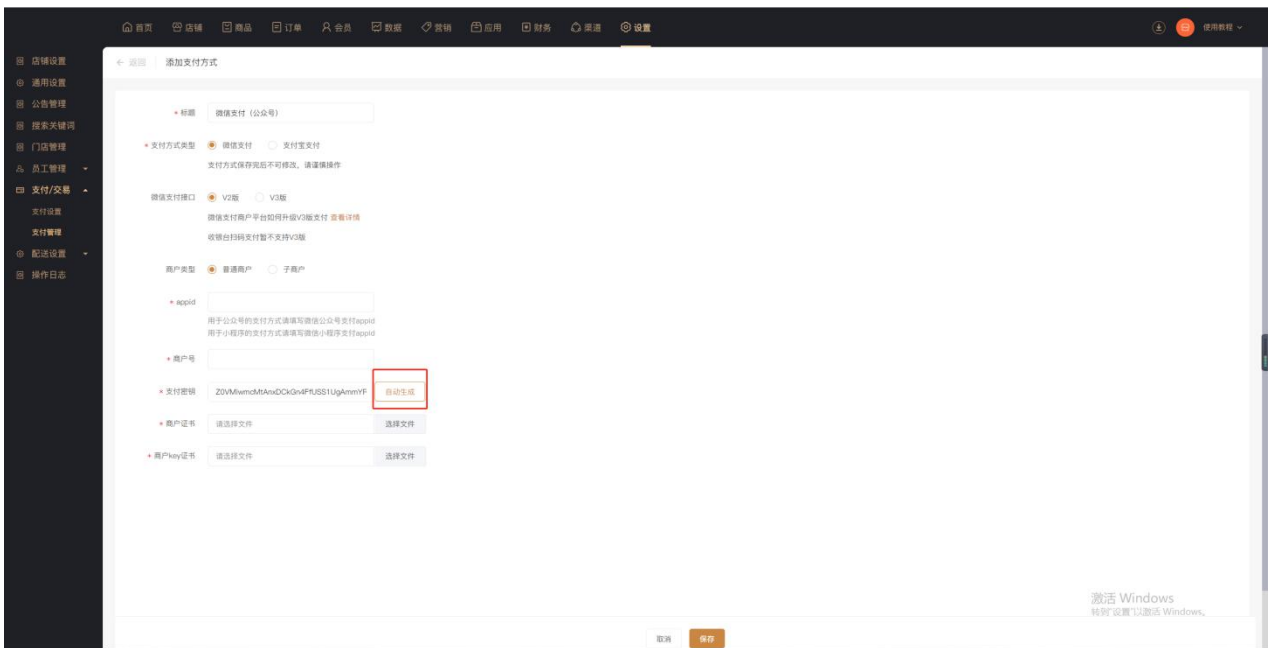 首页 店铺 商品 订单 会员 数据 营销 应用 财务 渠道 设置 使用教程
店铺设置
通用设置
公告管理
搜索关键词
门店管理
员工管理
支付/交易
支付设置
支付管理
配送设置
操作日志
返回 添加支付方式
* 标题 微信支付（公众号）
* 支付方式类型 微信支付 支付宝支付
支付方式保存完后不可修改，请谨慎操作
微信支付接口 V2版 V3版
微信支付商户平台如何升级V3版支付 查看详情
收银台扫码支付暂不支持V3版
商户类型 普通商户 子商户
* appid
用于公众号的支付方式请填写微信公众号支付appid
用于小程序的支付方式请填写微信小程序支付appid
* 商户号
* 支付密钥 Z0VMIwmcMtAnxDCkGn4FfUSS1UgAmmYF 自动生成
* 商户证书 请选择文件 选择文件
* 商户key证书 请选择文件 选择文件
激活 Windows
转到"设置"以激活 Windows。
取消 保存